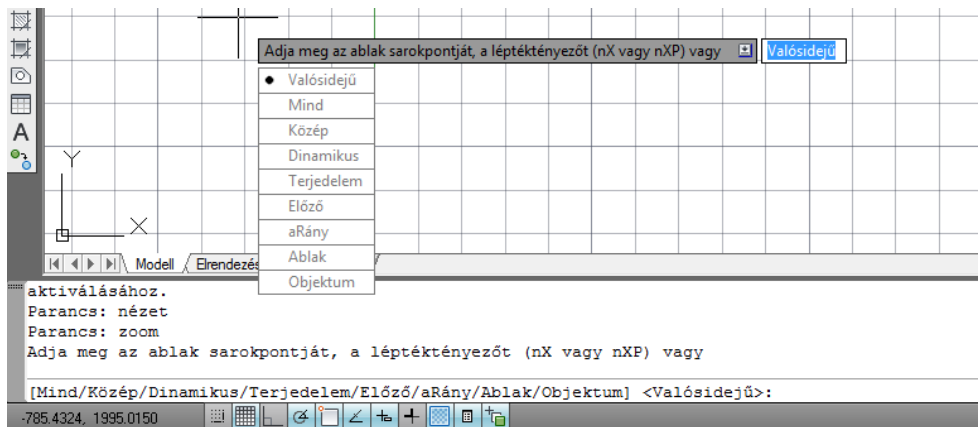 Adja meg az ablak sarokpontját, a léptéktényezőt (nX vagy nXP) vagy Valósidejű
Valósidejű
Mind
Közép
Dinamikus
Terjedelem
Előző
aRány
Ablak
Objektum
A
Y
X
Modell Elrendezés
aktiválásához.
Parancs: nézet
Parancs: zoom
Adja meg az ablak sarokpontját, a léptéktényezőt (nX vagy nXP) vagy
[Mind/Közép/Dinamikus/Terjedelem/Előző/aRány/Ablak/Objektum] <Valósidejű>:
-785.4324, 1995.0150